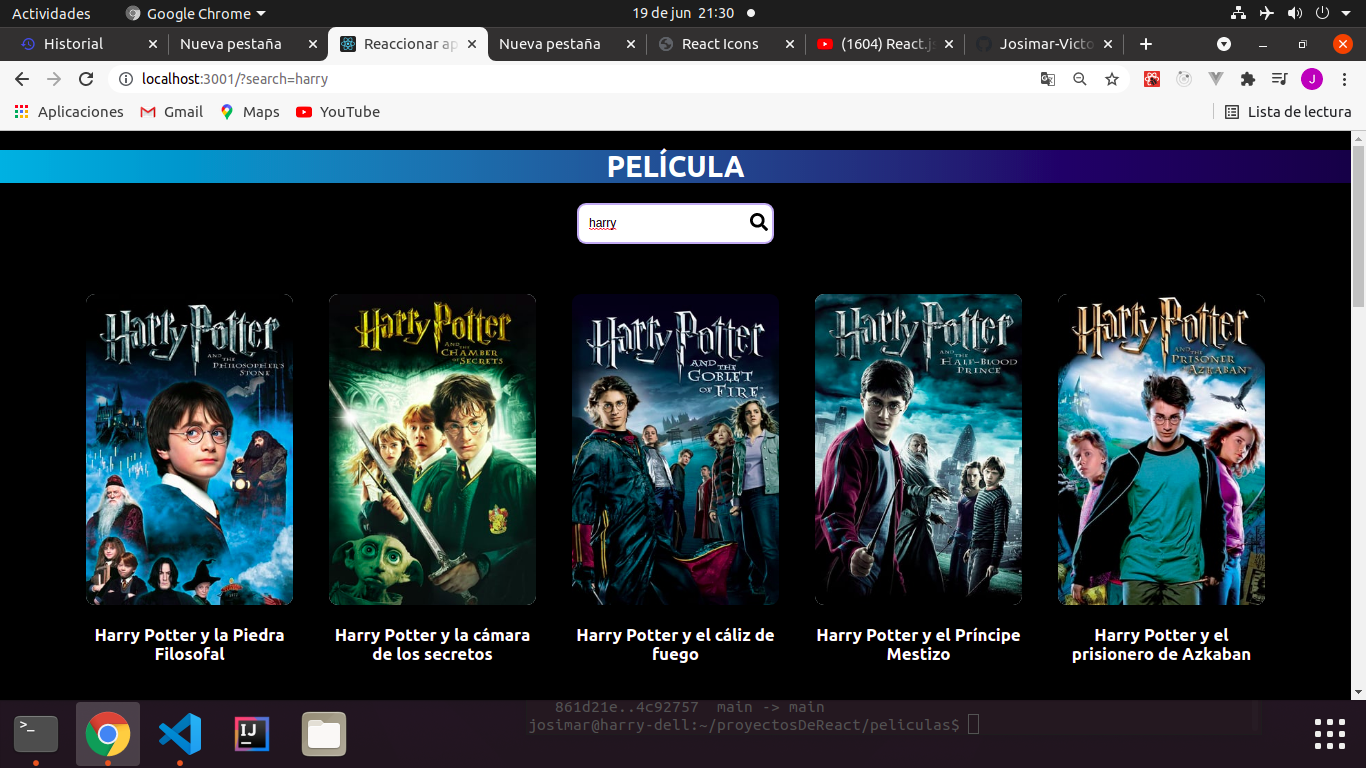 Actividades
Google Chrome
19 de jun 21:30
Historial
Nueva pestaña
Reaccionar ap
Nueva pestaña
React Icons
(1604) React.js
Josimar-Victo
localhost:3001/?search=harry
J
Aplicaciones
Gmail
Maps
YouTube
Lista de lectura
PELÍCULA
harry
Harry Potter
AND THE
PHILOSOPHER'S
STONE
Harry Potter
AND THE
CHAMBER
OF SECRETS
Harry Potter
AND THE
GOBLET
OF FIRE
Harry Potter
AND THE
HALF-BLOOD
PRINCE
Harry Potter
AND THE
PRISONER
OF AZKABAN
Harry Potter y la Piedra
Filosofal
Harry Potter y la cámara
de los secretos
Harry Potter y el cáliz de
fuego
Harry Potter y el Príncipe
Mestizo
Harry Potter y el
prisionero de Azkaban
861d21e..4c92757  main -> main
josimar@harry-dell:~/proyectosDeReact/peliculas$
>_
IJ